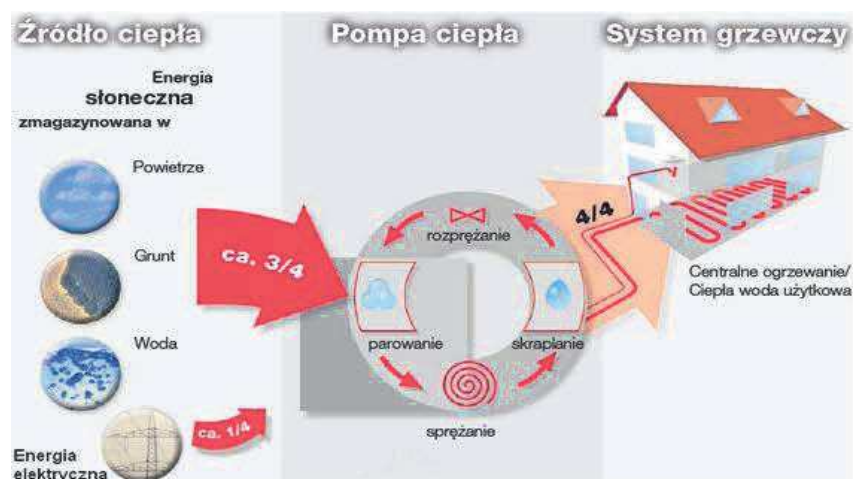 Źródło ciepła
Pompa ciepła
System grzewczy
Energia
słoneczna
zmagazynowana w
Powietrze
Grunt
Woda
Energia
elektryczna
ca. 3/4
ca. 1/4
rozprężanie
parowanie
skraplanie
sprężanie
4/4
Centralne ogrzewanie/
Ciepła woda użytkowa